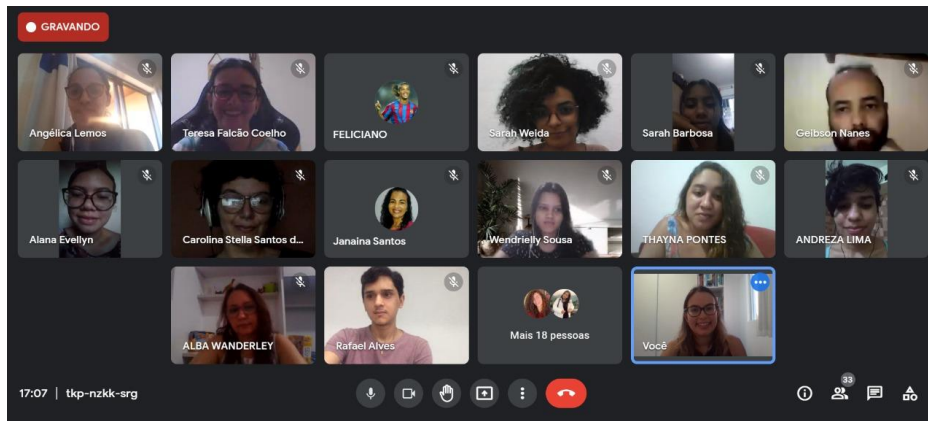 GRAVANDO
Angélica Lemos
Teresa Falcão Coelho
FELICIANO
Sarah Weida
Sarah Barbosa
Geibson Nanes
Alana Evellyn
Carolina Stella Santos d...
Janaina Santos
Wendrielly Sousa
THAYNA PONTES
ANDREZA LIMA
ALBA WANDERLEY
Rafael Alves
Mais 18 pessoas
Você
17:07 | tkp-nzkk-srg
33